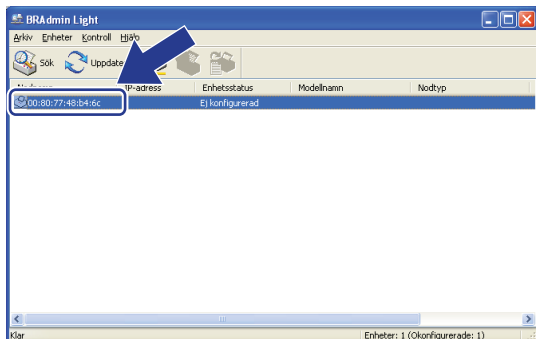 BRAdmin Light
Arkiv Enheter Kontroll Hjälp
Sök Uppdate
IP-adress Enhetsstatus Modellnamn Nodtyp
00:80:77:48:b4:6c Ej konfigurerad
Klar Enheter: 1 (Okonfigurerade: 1)